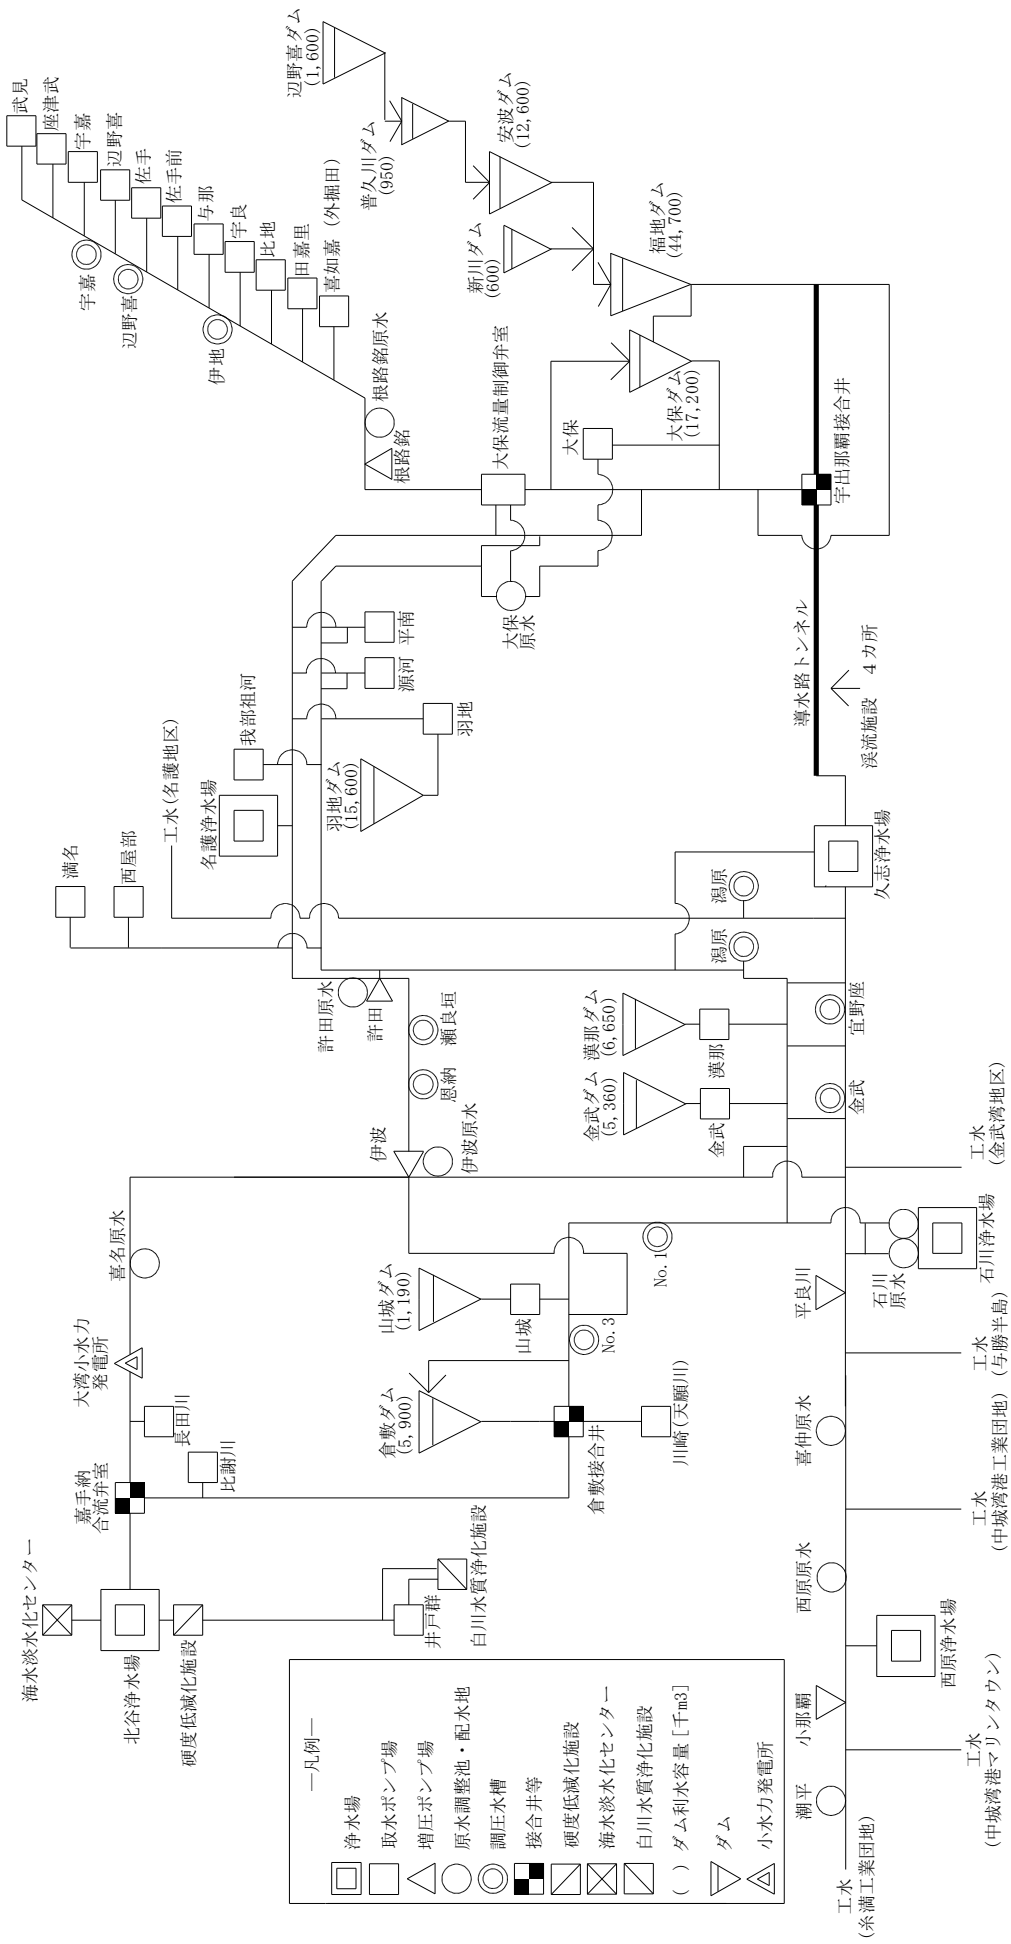 海水淡水化センター
北谷浄水場
硬度低減化施設
井戸群
白川水質浄化施設
嘉手納
合流弁室
比謝川
長田川
大湾小水力
発電所
喜名原水
倉敷ダム
(5,900)
倉敷接合井
川崎(天願川)
山城ダム
(1,190)
山城
No.3
No.1
伊波
伊波原水
恩納
瀬良垣
許田
許田原水
金武ダム
(5,360)
金武
漢那ダム
(6,650)
漢那
金武
宜野座
潟原
潟原
満名
西屋部
工水(名護地区)
名護浄水場
我部祖河
羽地ダム
(15,600)
羽地
源河
平南
大保
原水
大保流量制御弁室
大保
大保ダム
(17,200)
根路銘
根路銘原水
武見
座津武
宇嘉
辺野喜
佐手
佐手前
与那
宇良
比地
田嘉里
喜如嘉 (外掘田)
宇嘉
辺野喜
伊地
辺野喜ダム
(1,600)
普久川ダム
(950)
安波ダム
(12,600)
新川ダム
(600)
福地ダム
(44,700)
宇出那覇接合井
導水路トンネル
渓流施設 4カ所
久志浄水場
工水
(金武湾地区)
石川浄水場
石川
原水
平良川
工水
(与勝半島)
喜仲原水
工水
(中城湾港工業団地)
西原原水
西原浄水場
小那覇
工水
(中城湾港マリンタウン)
潮平
工水
(糸満工業団地)
―凡例―
浄水場
取水ポンプ場
増圧ポンプ場
原水調整池・配水地
調圧水槽
接合井等
硬度低減化施設
海水淡水化センター
白川水質浄化施設
( ) ダム利水容量［千m3］
ダム
小水力発電所